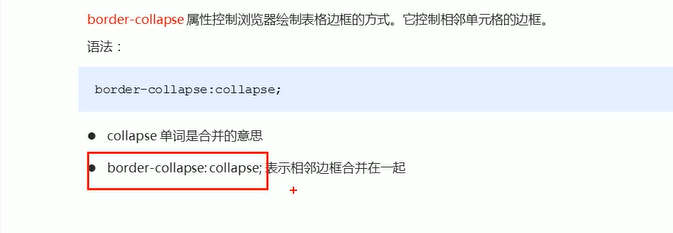 border-collapse 属性控制浏览器绘制表格边框的方式。它控制相邻单元格的边框。
语法：
border-collapse:collapse;
● collapse 单词是合并的意思
● border-collapse: collapse; 表示相邻边框合并在一起